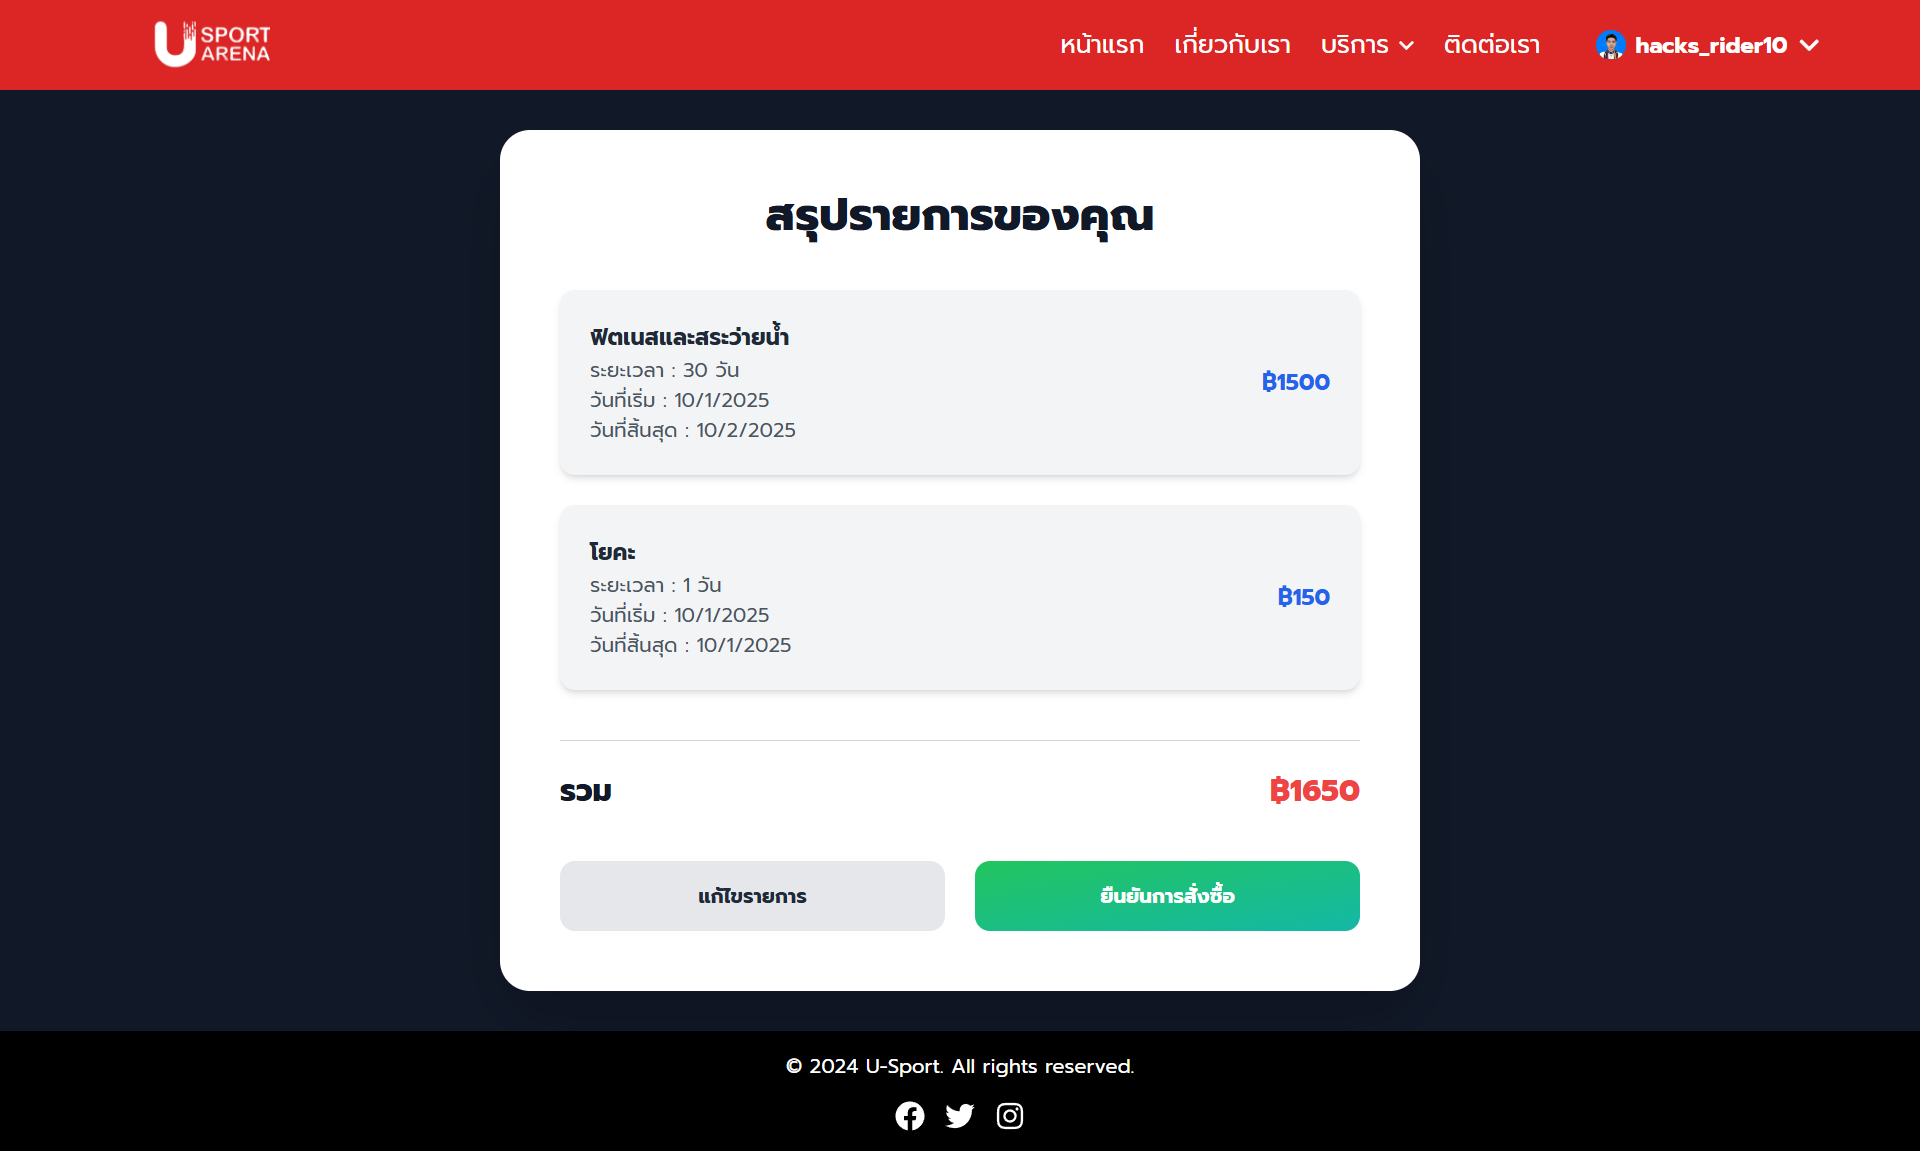 U SPORT ARENA
หน้าแรก เกี่ยวกับเรา บริการ ติดต่อเรา hacks_rider10
สรุปรายการของคุณ
ฟิตเนสและสระว่ายน้ำ
ระยะเวลา : 30 วัน
วันที่เริ่ม : 10/1/2025
วันที่สิ้นสุด : 10/2/2025
฿1500
โยคะ
ระยะเวลา : 1 วัน
วันที่เริ่ม : 10/1/2025
วันที่สิ้นสุด : 10/1/2025
฿150
รวม ฿1650
แก้ไขรายการ ยืนยันการสั่งซื้อ
© 2024 U-Sport. All rights reserved.